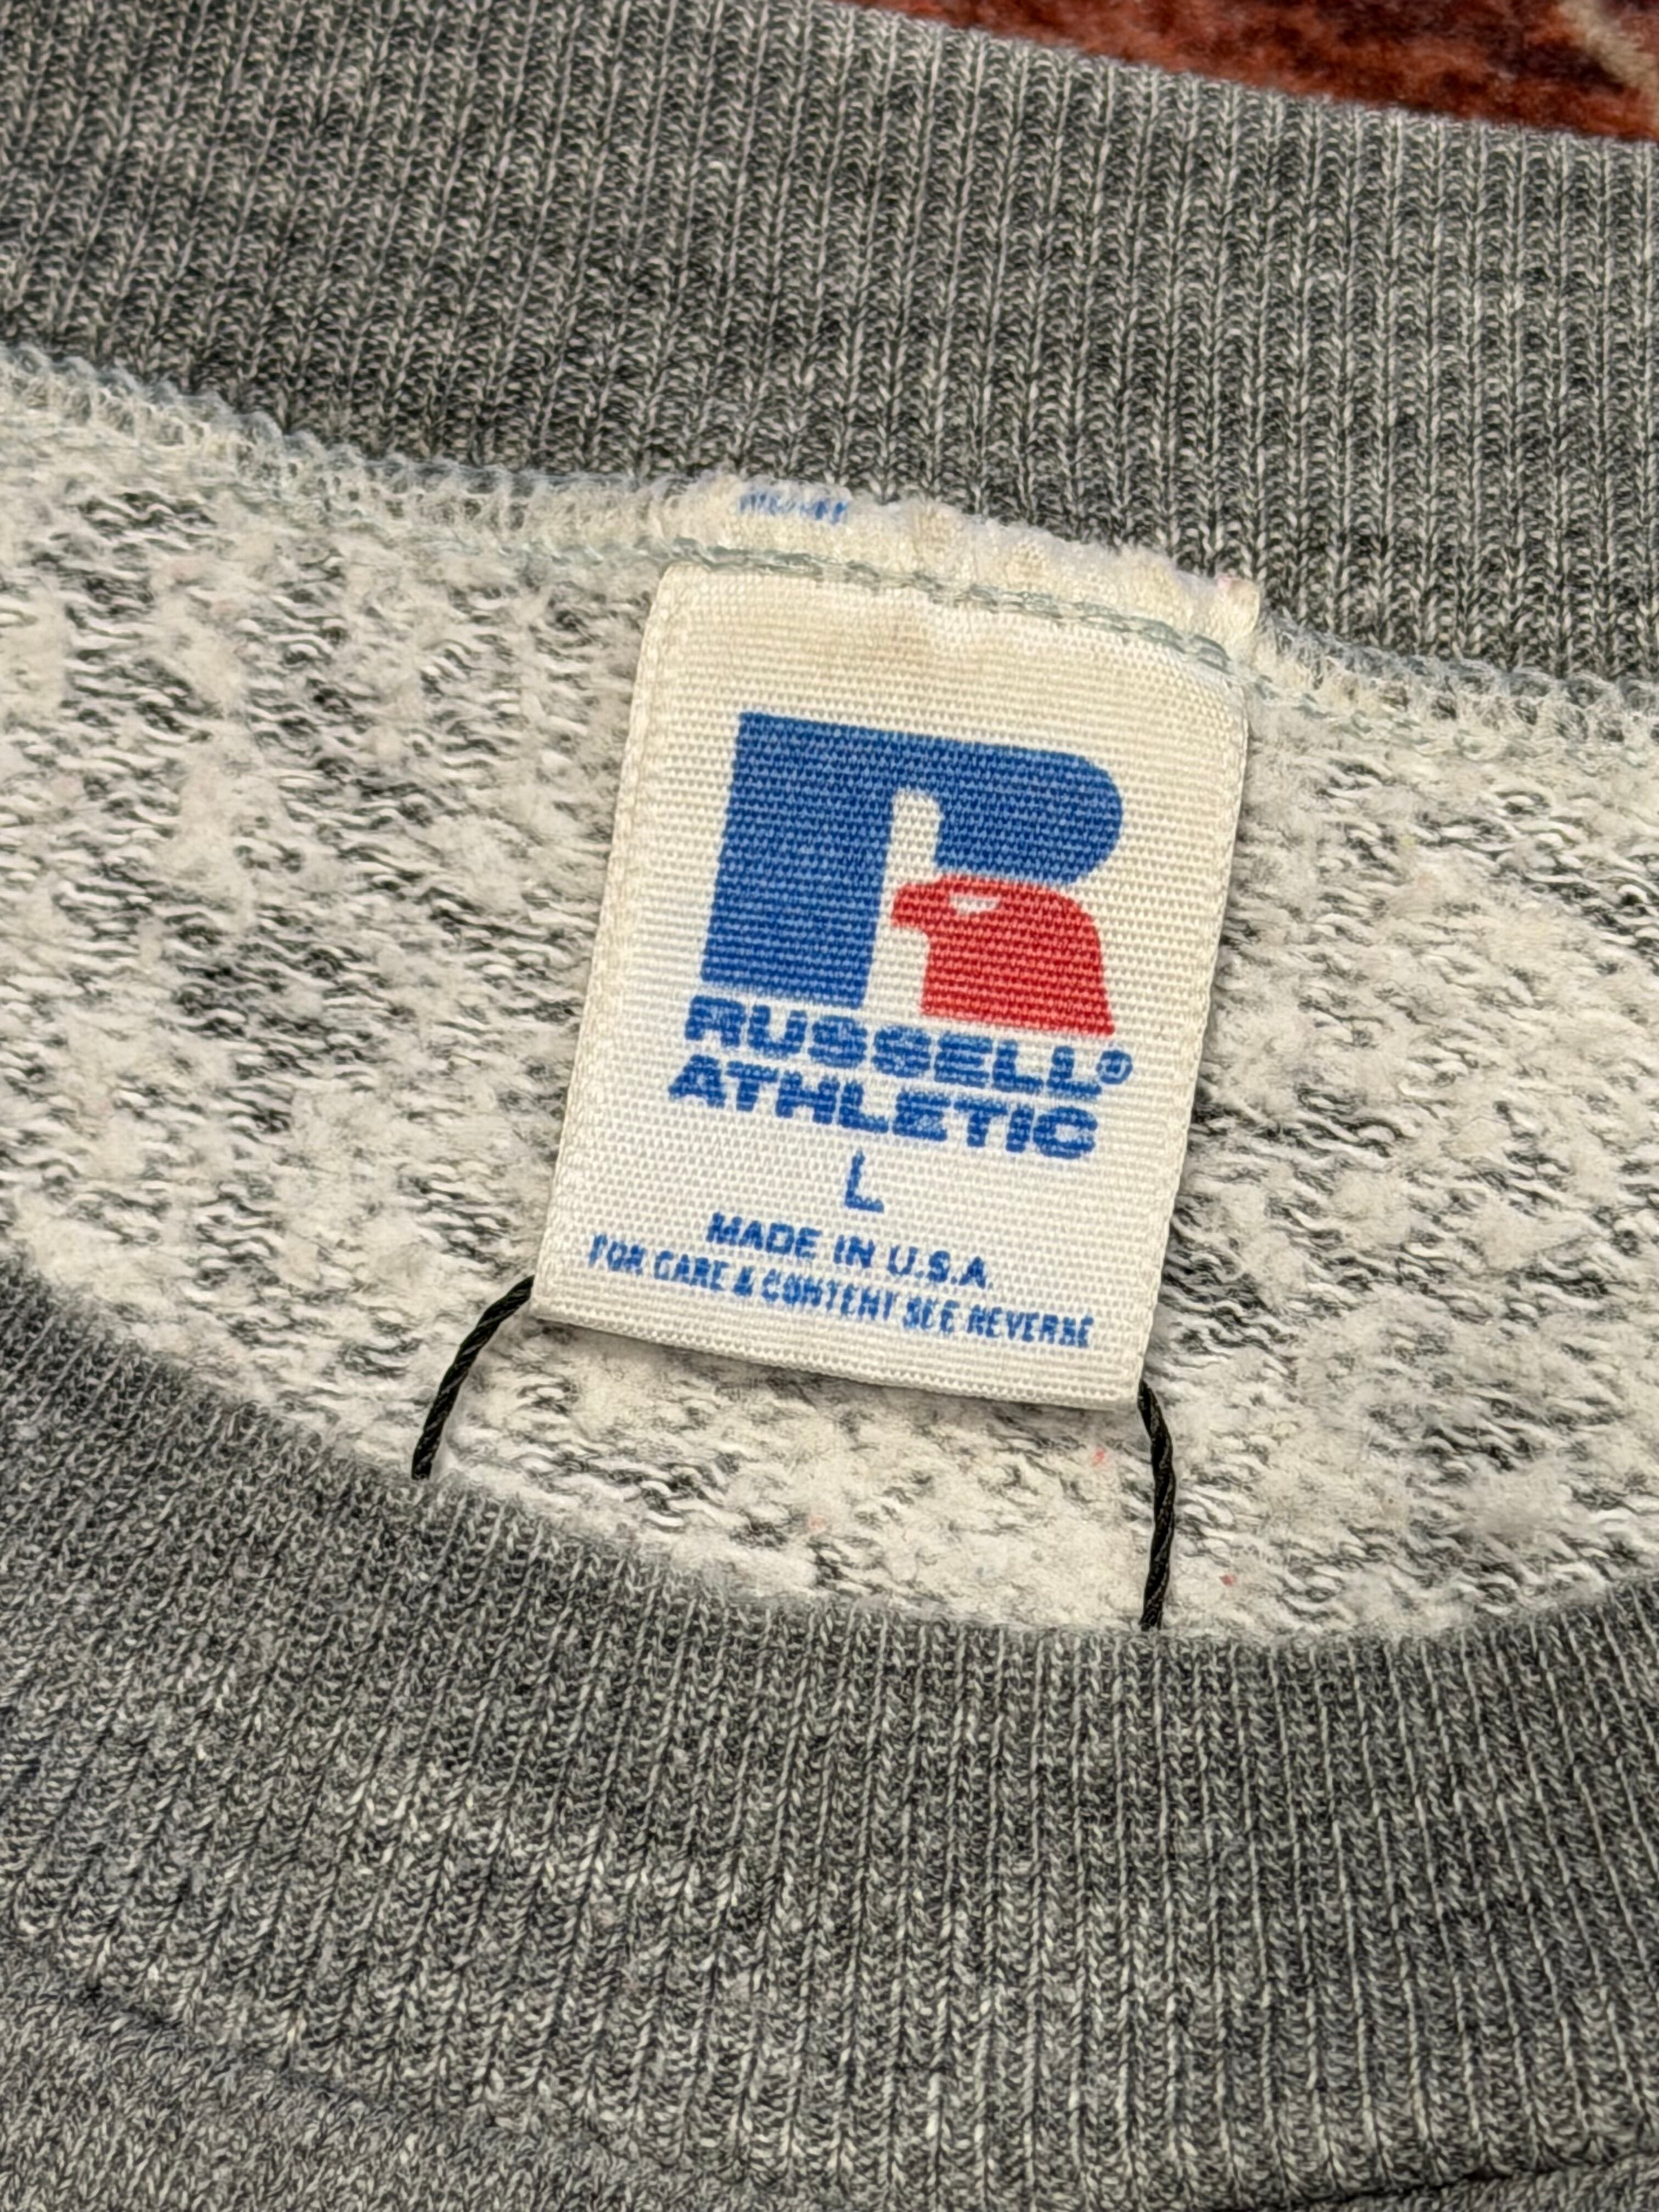 RUSSELL®
ATHLETIC
L
MADE IN U.S.A.
FOR CARE & CONTENT SEE REVERSE